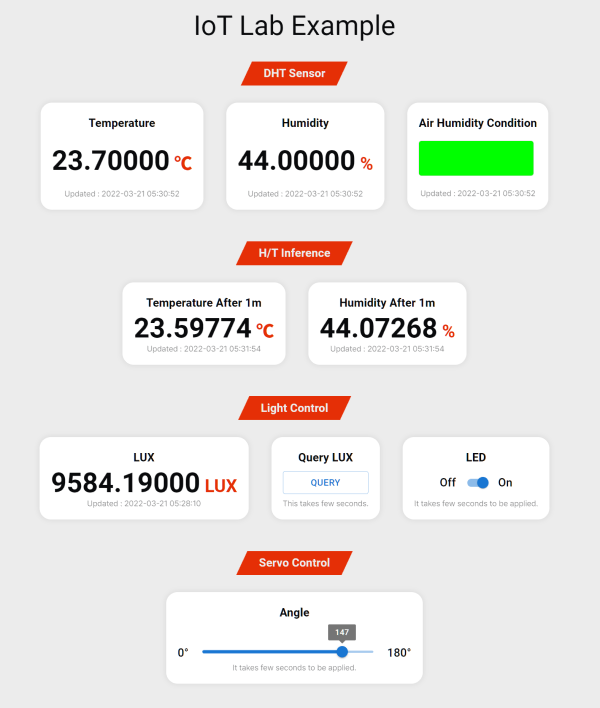 IoT Lab Example
DHT Sensor
Temperature
23.70000 °C
Updated : 2022-03-21 05:30:52
Humidity
44.00000 %
Updated : 2022-03-21 05:30:52
Air Humidity Condition
Updated : 2022-03-21 05:30:52
H/T Inference
Temperature After 1m
23.59774 °C
Updated : 2022-03-21 05:31:54
Humidity After 1m
44.07268 %
Updated : 2022-03-21 05:31:54
Light Control
LUX
9584.19000 LUX
Updated : 2022-03-21 05:28:10
Query LUX
QUERY
This takes few seconds.
LED
Off On
It takes few seconds to be applied.
Servo Control
Angle
147
0° 180°
It takes few seconds to be applied.